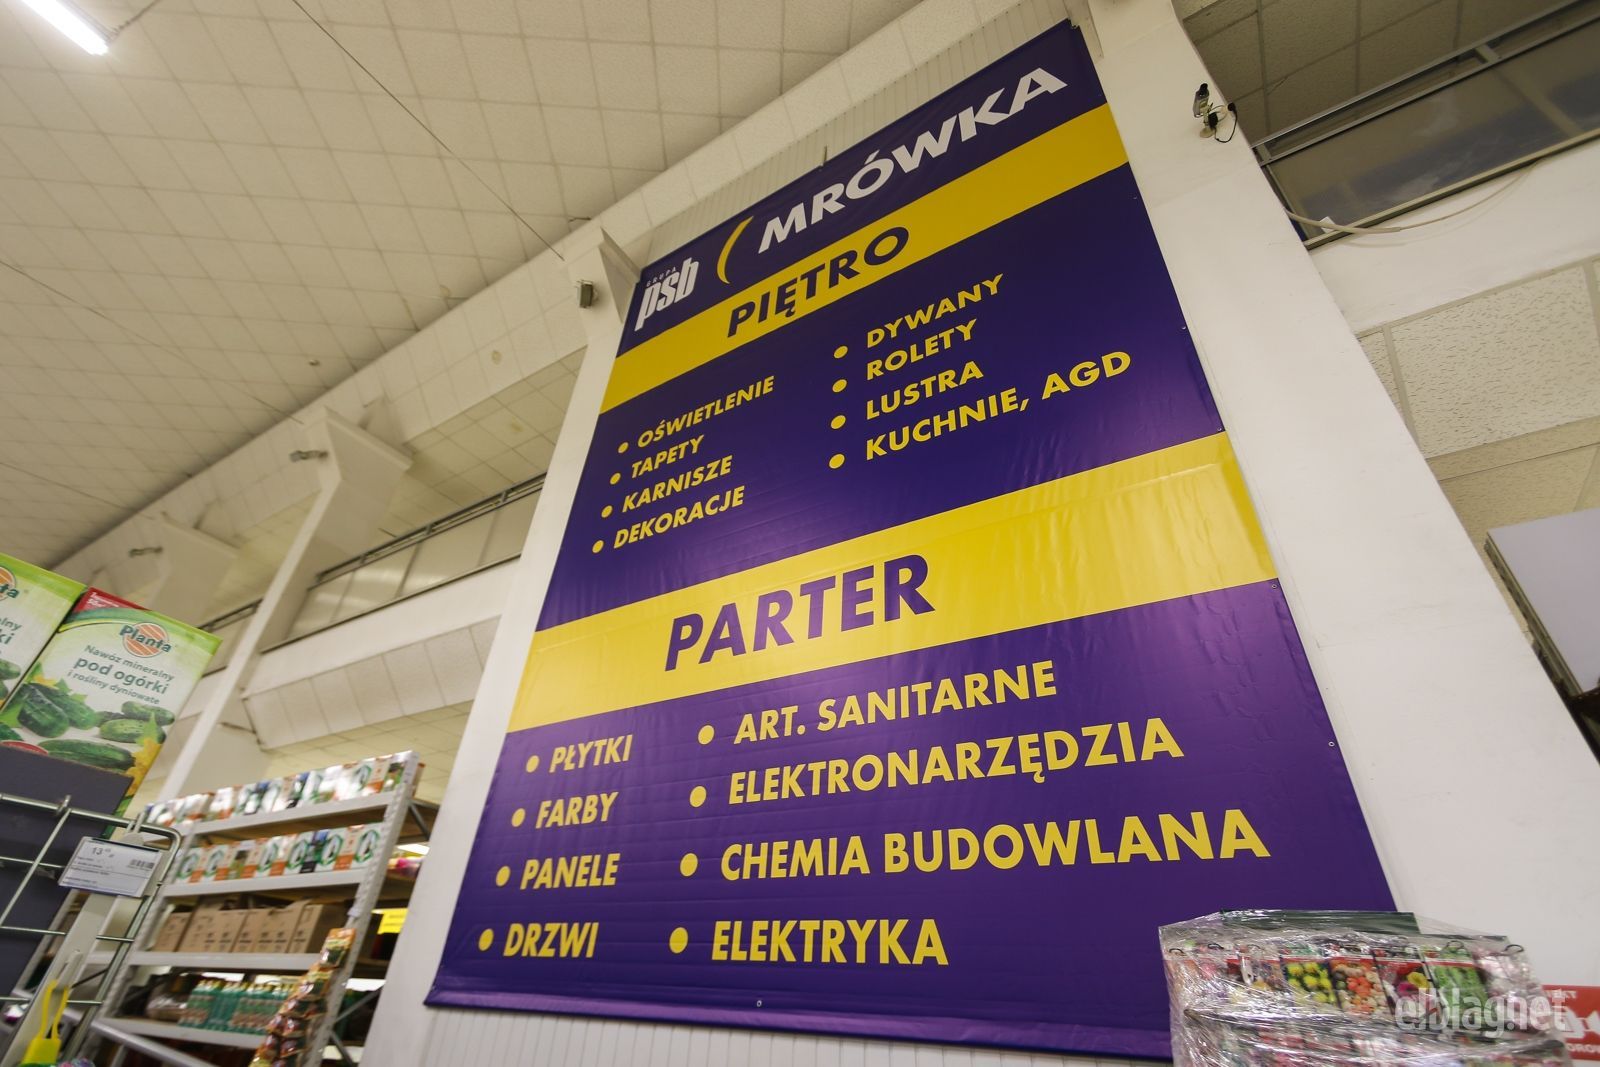 GRUPA
psb
MRÓWKA
PIĘTRO
OŚWIETLENIE
TAPETY
KARNISZE
DEKORACJE
DYWANY
ROLETY
LUSTRA
KUCHNIE, AGD
PARTER
PŁYTKI
FARBY
PANELE
DRZWI
ART. SANITARNE
ELEKTRONARZĘDZIA
CHEMIA BUDOWLANA
ELEKTRYKA
Planta
Nawóz mineralny
pod ogórki
i rośliny dyniowate
elblag.net